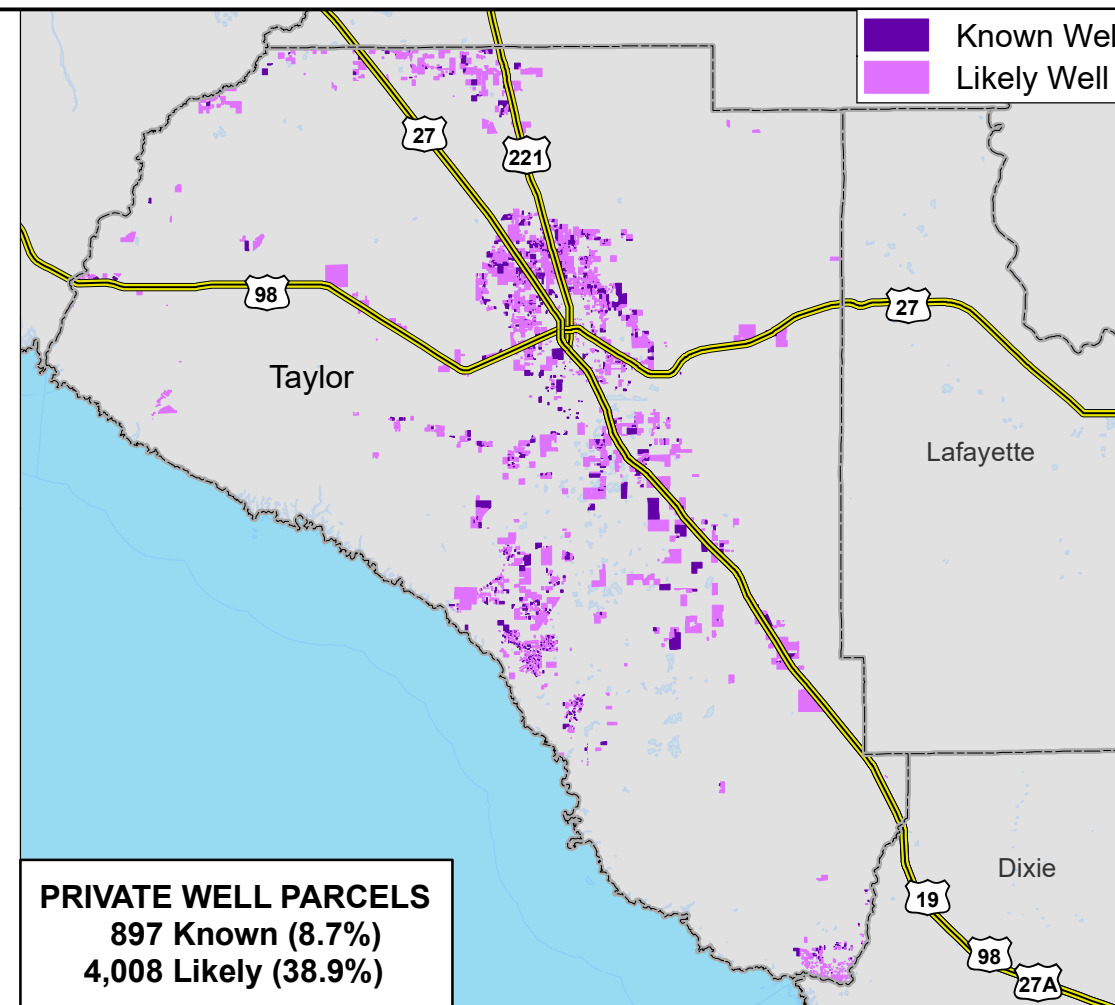 Known Wel
Likely Well
27
221
98
27
Taylor
Lafayette
Dixie
19
98
27A
PRIVATE WELL PARCELS
897 Known (8.7%)
4,008 Likely (38.9%)